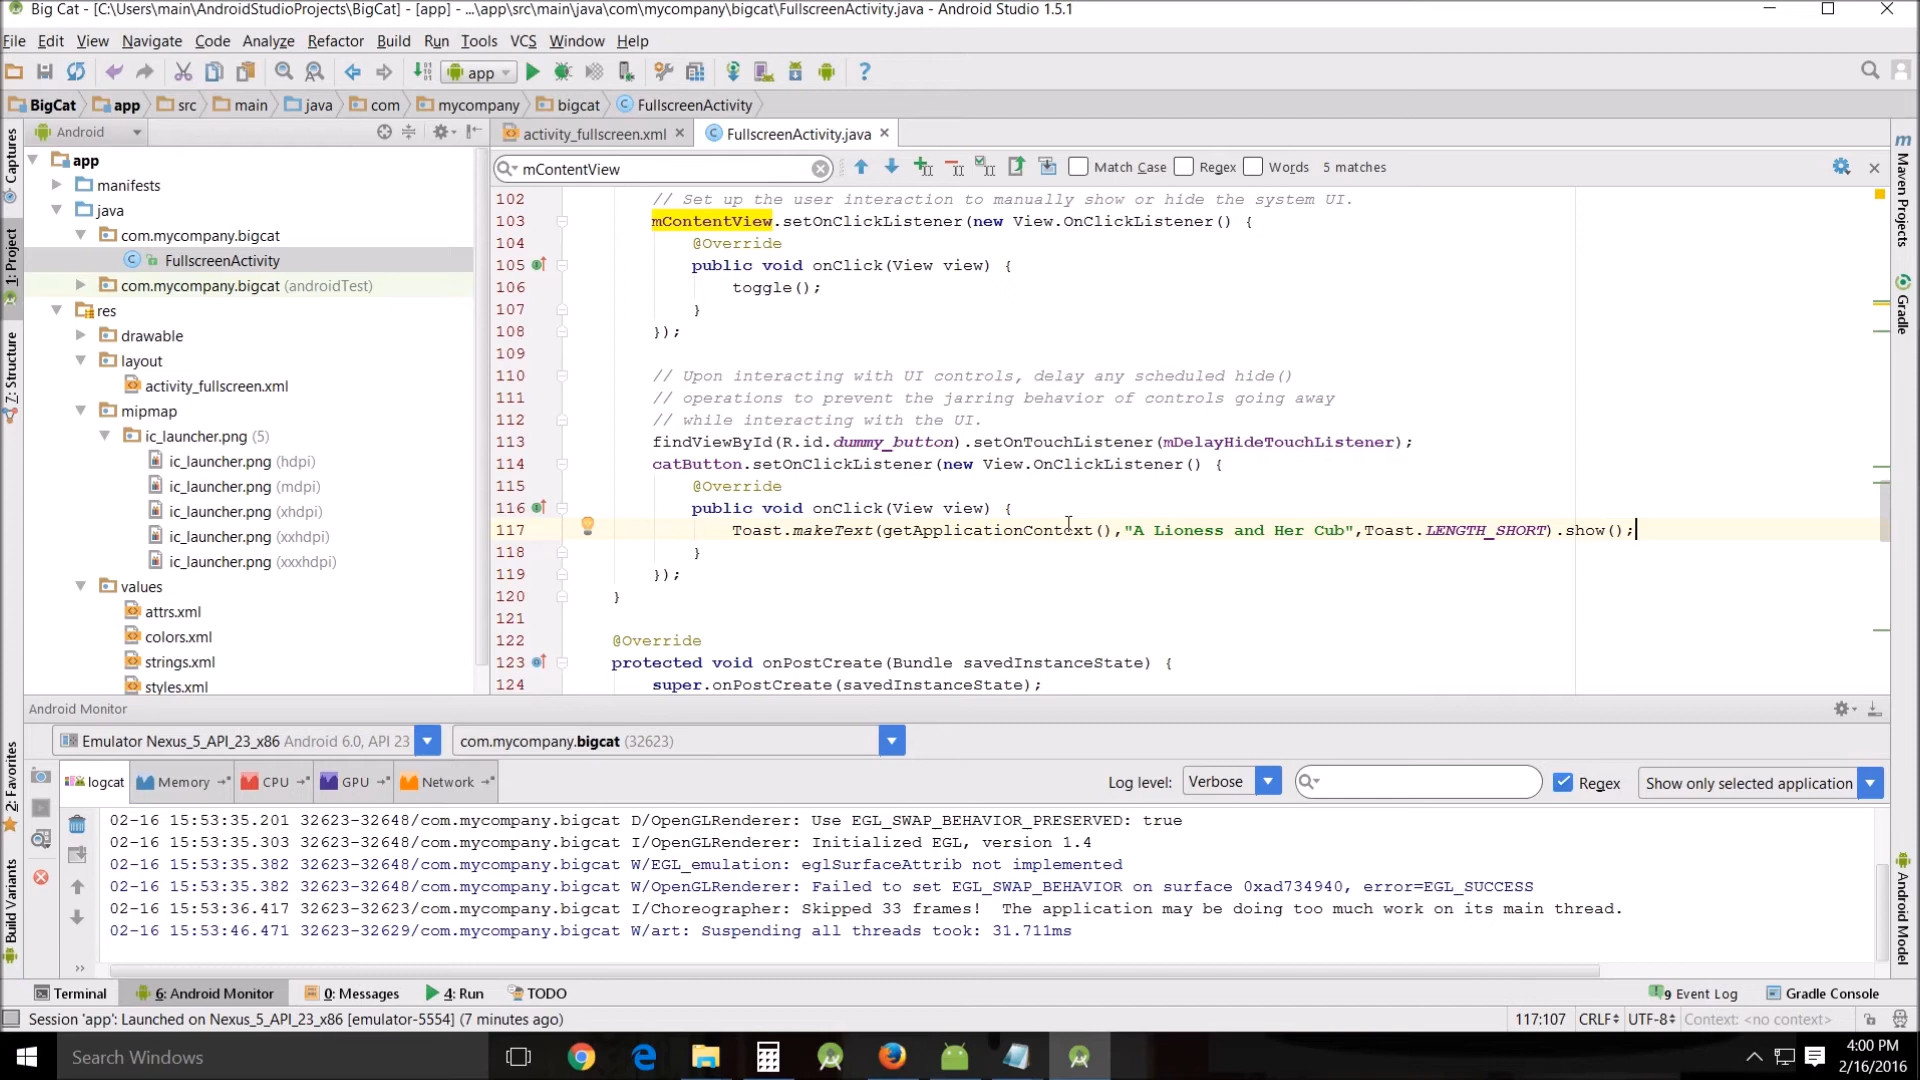 Big Cat - [C:\Users\main\AndroidStudioProjects\BigCat] - [app] - ...\app\src\main\java\com\mycompany\bigcat\FullscreenActivity.java - Android Studio 1.5.1
File Edit View Navigate Code Analyze Refactor Build Run Tools VCS Window Help
app
BigCat app src main java com mycompany bigcat FullscreenActivity
Android
activity_fullscreen.xml FullscreenActivity.java
mContentView Match Case Regex Words 5 matches
Captures
1: Project
7: Structure
2: Favorites
Build Variants
Maven Projects
Gradle
Android Model
app
manifests
java
com.mycompany.bigcat
FullscreenActivity
com.mycompany.bigcat (androidTest)
res
drawable
layout
activity_fullscreen.xml
mipmap
ic_launcher.png (5)
ic_launcher.png (hdpi)
ic_launcher.png (mdpi)
ic_launcher.png (xhdpi)
ic_launcher.png (xxhdpi)
ic_launcher.png (xxxhdpi)
values
attrs.xml
colors.xml
strings.xml
styles.xml
102 // Set up the user interaction to manually show or hide the system UI.
103 mContentView.setOnClickListener(new View.OnClickListener() {
104 @Override
105 public void onClick(View view) {
106 toggle();
107 }
108 });
109
110 // Upon interacting with UI controls, delay any scheduled hide()
111 // operations to prevent the jarring behavior of controls going away
112 // while interacting with the UI.
113 findViewById(R.id.dummy_button).setOnTouchListener(mDelayHideTouchListener);
114 catButton.setOnClickListener(new View.OnClickListener() {
115 @Override
116 public void onClick(View view) {
117 Toast.makeText(getApplicationContext(),"A Lioness and Her Cub",Toast.LENGTH_SHORT).show();
118 }
119 });
120 }
121
122 @Override
123 protected void onPostCreate(Bundle savedInstanceState) {
124 super.onPostCreate(savedInstanceState);
Android Monitor
Emulator Nexus_5_API_23_x86 Android 6.0, API 23 com.mycompany.bigcat (32623)
logcat Memory CPU GPU Network Log level: Verbose Regex Show only selected application
02-16 15:53:35.201 32623-32648/com.mycompany.bigcat D/OpenGLRenderer: Use EGL_SWAP_BEHAVIOR_PRESERVED: true
02-16 15:53:35.303 32623-32648/com.mycompany.bigcat I/OpenGLRenderer: Initialized EGL, version 1.4
02-16 15:53:35.382 32623-32648/com.mycompany.bigcat W/EGL_emulation: eglSurfaceAttrib not implemented
02-16 15:53:35.382 32623-32648/com.mycompany.bigcat W/OpenGLRenderer: Failed to set EGL_SWAP_BEHAVIOR on surface 0xad734940, error=EGL_SUCCESS
02-16 15:53:36.417 32623-32623/com.mycompany.bigcat I/Choreographer: Skipped 33 frames! The application may be doing too much work on its main thread.
02-16 15:53:46.471 32623-32629/com.mycompany.bigcat W/art: Suspending all threads took: 31.711ms
Terminal 6: Android Monitor 0: Messages 4: Run TODO 9 Event Log Gradle Console
Session 'app': Launched on Nexus_5_API_23_x86 [emulator-5554] (7 minutes ago) 117:107 CRLF UTF-8 Context: <no context>
Search Windows
4:00 PM
2/16/2016